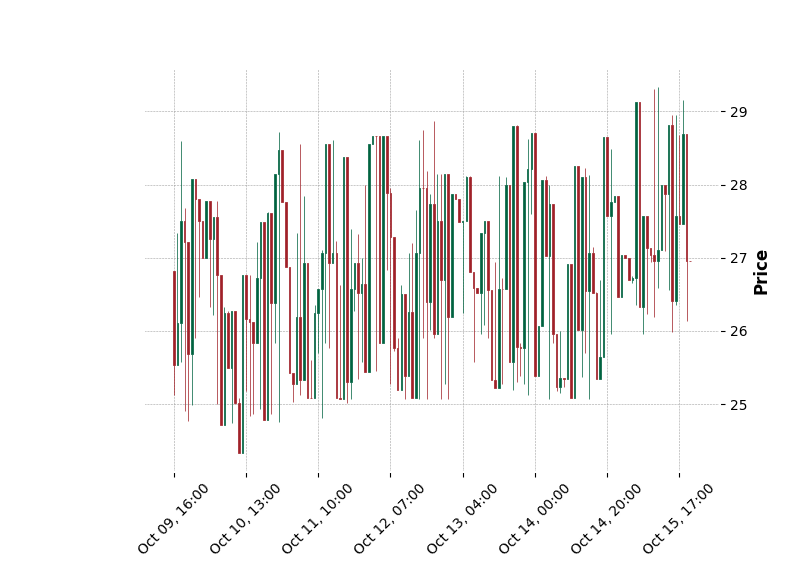 29
28
27
26
25
Price
Oct 09, 16:00
Oct 10, 13:00
Oct 11, 10:00
Oct 12, 07:00
Oct 13, 04:00
Oct 14, 00:00
Oct 14, 20:00
Oct 15, 17:00